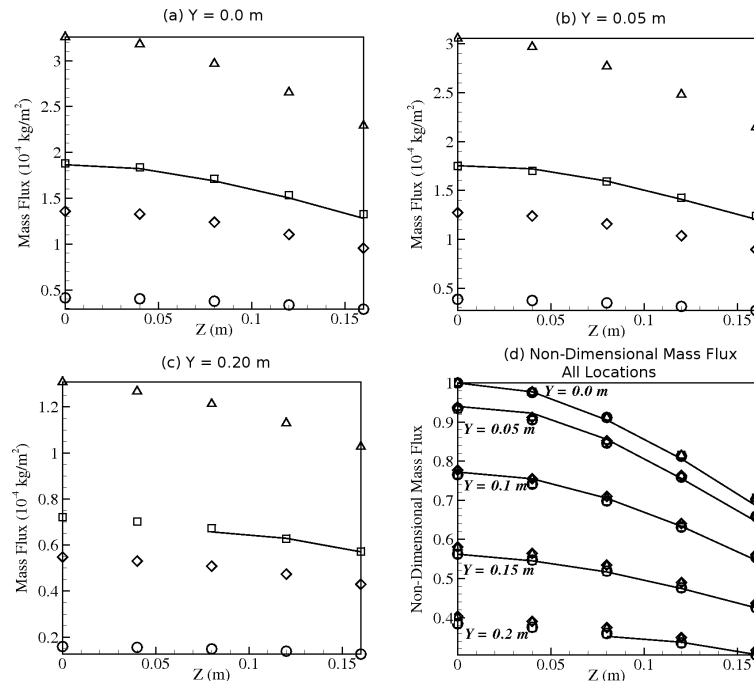 (a) Y = 0.0 m
3
2.5
2
1.5
1
0.5
Mass Flux (10⁻⁴ kg/m²)
0 0.05 0.1 0.15
Z (m)
(b) Y = 0.05 m
3
2.5
2
1.5
1
0.5
Mass Flux (10⁻⁴ kg/m²)
0 0.05 0.1 0.15
Z (m)
(c) Y = 0.20 m
1.2
1
0.8
0.6
0.4
0.2
Mass Flux (10⁻⁴ kg/m²)
0 0.05 0.1 0.15
Z (m)
(d) Non-Dimensional Mass Flux
All Locations
1
0.9
0.8
0.7
0.6
0.5
0.4
Non-Dimensional Mass Flux
Y = 0.0 m
Y = 0.05 m
Y = 0.1 m
Y = 0.15 m
Y = 0.2 m
0 0.05 0.1 0.15
Z (m)